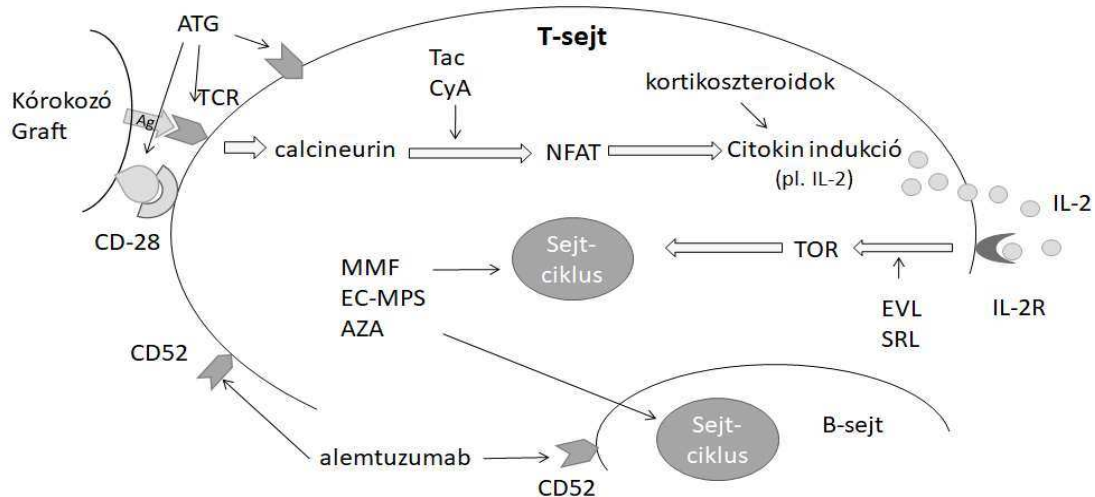 ATG
T-sejt
Tac
CyA
kortikoszteroidok
Kórokozó
Graft
Ag
TCR
calcineurin
NFAT
Citokin indukció
(pl. IL-2)
IL-2
CD-28
Sejt-
ciklus
TOR
MMF
EC-MPS
AZA
EVL
SRL
IL-2R
CD52
Sejt-
ciklus
B-sejt
alemtuzumab
CD52